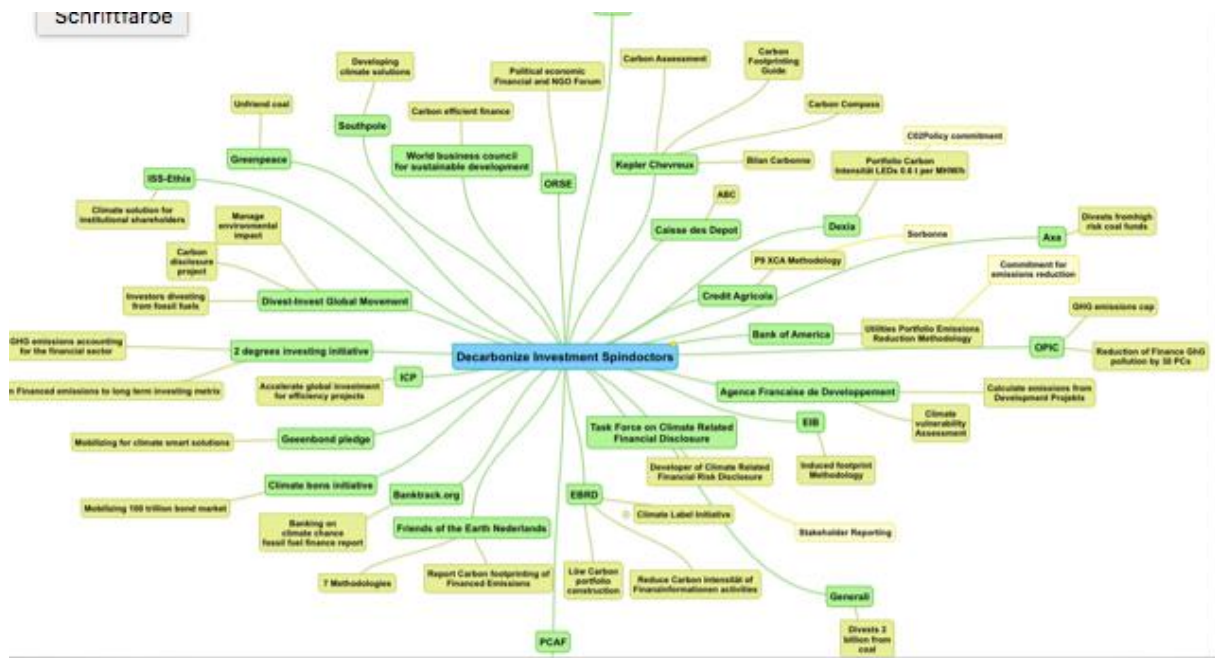 Schriftfarbe
Developing
climate solutions
Political economic
Financial and NGO Forum
Carbon Assessment
Carbon
Footprinting
Guide
Unfriend coal
Carbon efficient finance
Carbon Compass
Southpole
C02Policy commitment
Greenpeace
World business council
for sustainable development
Kepler Chevreux
Bilan Carbonne
Portfolio Carbon
Intensität LEDs 0.6 t per MHW/h
ISS-Ethix
ORSE
ABC
Climate solution for
institutional shareholders
Manage
environmental
impact
Caisse des Depot
Dexia
Sorbonne
Axa
Divests fromhigh
risk coal funds
Carbon
disclosure
project
P9 XCA Methodology
Commitment for
emissions reduction
Investors divesting
from fossil fuels
Divest-Invest Global Movement
Credit Agricola
GHG emissions cap
Bank of America
Utilities Portfolio Emissions
Reduction Methodology
GHG emissions accounting
for the financial sector
2 degrees investing initiative
Decarbonize Investment Spindoctors
OPIC
Reduction of Finance GhG
pollution by 30 PCs
Financed emissions to long term investing metrix
ICP
Accelerate global investment
for efficiency projects
Agence Francaise de Developpement
Calculate emissions from
Development Projekts
Task Force on Climate Related
Financial Disclosure
EIB
Climate
vulnerability
Assessment
Mobilizing for climate smart solutions
Geeenbond pledge
Developer of Climate Related
Financial Risk Disclosure
Induced footprint
Methodology
Climate bons initiative
Banktrack.org
EBRD
Mobilizing 100 trillion bond market
Climate Label Initiative
Banking on
climate chance
fossil fuel finance report
Friends of the Earth Nederlands
Stakeholder Reporting
7 Methodologies
Report Carbon footprinting of
Financed Emissions
Löw Carbon
portfolio
construction
Reduce Carbon intensität of
Finanzinformationen activities
Generali
PCAF
Divests 2
billion from
coal